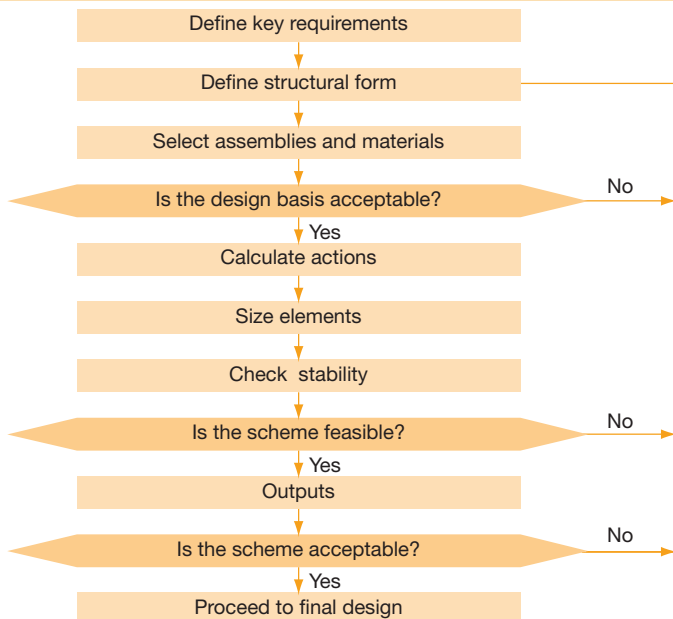 Define key requirements
Define structural form
Select assemblies and materials
Is the design basis acceptable?
No
Yes
Calculate actions
Size elements
Check stability
Is the scheme feasible?
No
Yes
Outputs
Is the scheme acceptable?
No
Yes
Proceed to final design